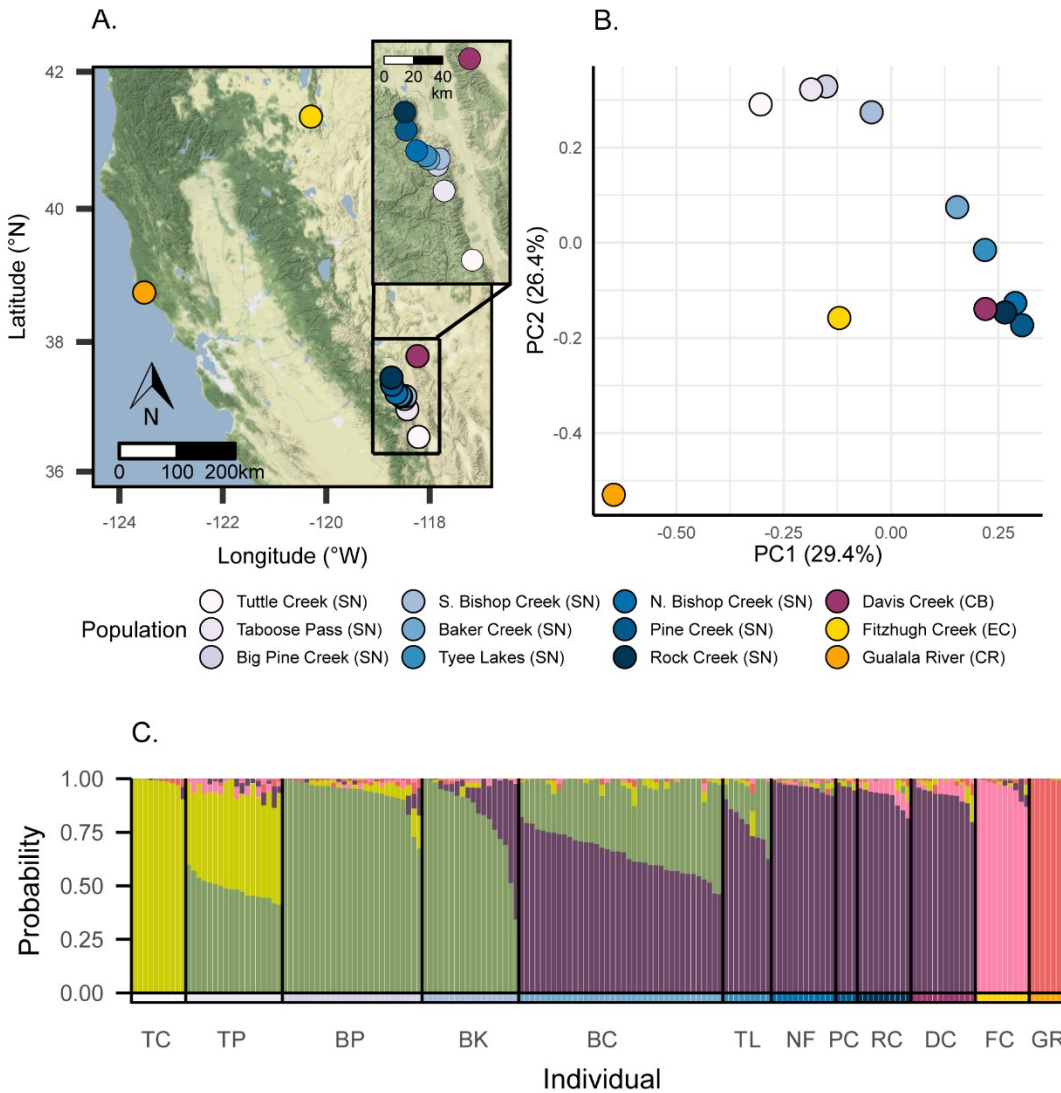 A.
B.
42
40
38
36
Latitude (°N)
0 20 40
km
N
0 100 200km
-124 -122 -120 -118
Longitude (°W)
0.2
0.0
-0.2
-0.4
PC2 (26.4%)
-0.50 -0.25 0.00 0.25
PC1 (29.4%)
Population
Tuttle Creek (SN) S. Bishop Creek (SN) N. Bishop Creek (SN) Davis Creek (CB)
Taboose Pass (SN) Baker Creek (SN) Pine Creek (SN) Fitzhugh Creek (EC)
Big Pine Creek (SN) Tyee Lakes (SN) Rock Creek (SN) Gualala River (CR)
C.
1.00
0.75
0.50
0.25
0.00
Probability
TC TP BP BK BC TL NF PC RC DC FC GR
Individual